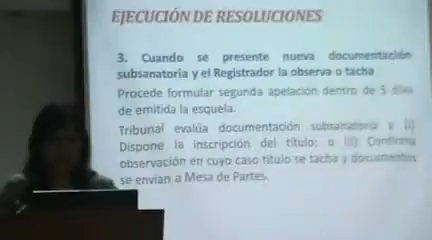 EJECUCIÓN DE RESOLUCIONES
3. Cuando se presente nueva documentación
subsanatoria y el Registrador la observa o tacha
Procede formular segunda apelación dentro de 5 días
de emitida la esquela.
Tribunal evalúa documentación subsanatoria y (i)
Dispone la inscripción del título; o (ii) Confirma
observación en cuyo caso título se tacha y documentos
se envían a Mesa de Partes.